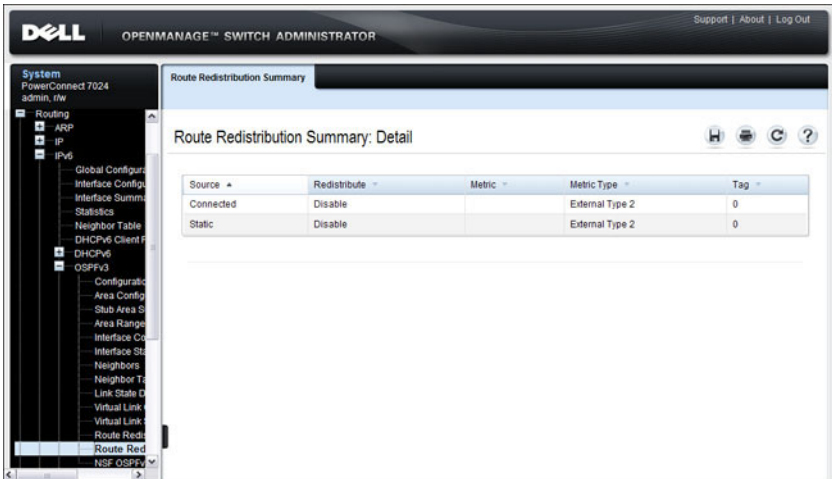 Support | About | Log Out
DELL OPENMANAGE™ SWITCH ADMINISTRATOR
System
PowerConnect 7024
admin, r/w
Routing
ARP
IP
IPv6
Global Configura
Interface Configu
Interface Summa
Statistics
Neighbor Table
DHCPv6 Client P
DHCPv6
OSPFv3
Configuratio
Area Config
Stub Area S
Area Range
Interface Co
Interface Sta
Neighbors
Neighbor Ta
Link State D
Virtual Link
Virtual Link
Route Redis
Route Red
NSF OSPFv
Route Redistribution Summary
Route Redistribution Summary: Detail
Source Redistribute Metric Metric Type Tag
Connected Disable External Type 2 0
Static Disable External Type 2 0